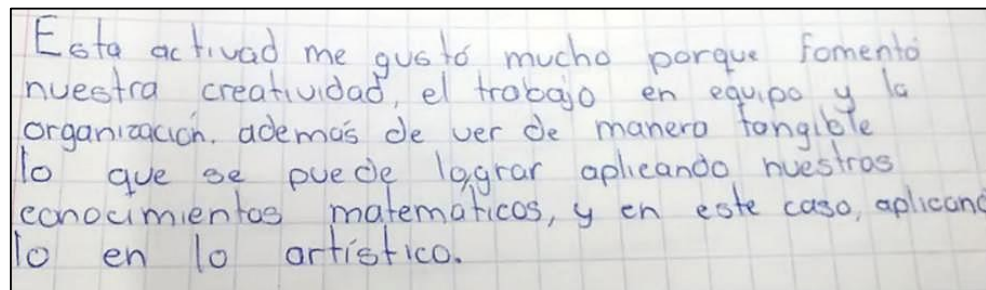 Esta activad me gustó mucho porque fomentó
nuestra creatividad, el trabajo en equipo y la
organización. además de ver de manera tangible
lo que se puede lograr aplicando nuestros
conocimientos matemáticos, y en este caso, aplicand
lo en lo artístico.